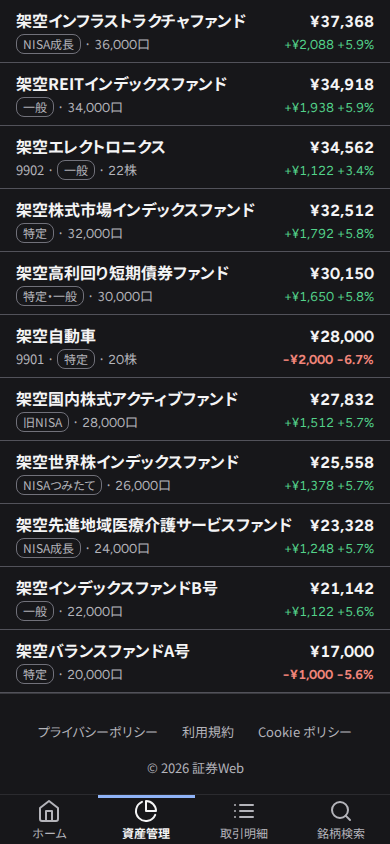 架空インフラストラクチャファンド ¥37,368
NISA成長 · 36,000口 +¥2,088 +5.9%
架空REITインデックスファンド ¥34,918
一般 · 34,000口 +¥1,938 +5.9%
架空エレクトロニクス ¥34,562
9902 · 一般 · 22株 +¥1,122 +3.4%
架空株式市場インデックスファンド ¥32,512
特定 · 32,000口 +¥1,792 +5.8%
架空高利回り短期債券ファンド ¥30,150
特定・一般 · 30,000口 +¥1,650 +5.8%
架空自動車 ¥28,000
9901 · 特定 · 20株 -¥2,000 -6.7%
架空国内株式アクティブファンド ¥27,832
旧NISA · 28,000口 +¥1,512 +5.7%
架空世界株インデックスファンド ¥25,558
NISAつみたて · 26,000口 +¥1,378 +5.7%
架空先進地域医療介護サービスファンド ¥23,328
NISA成長 · 24,000口 +¥1,248 +5.7%
架空インデックスファンドB号 ¥21,142
一般 · 22,000口 +¥1,122 +5.6%
架空バランスファンドA号 ¥17,000
特定 · 20,000口 -¥1,000 -5.6%
プライバシーポリシー 利用規約 Cookie ポリシー
© 2026 証券Web
ホーム 資産管理 取引明細 銘柄検索